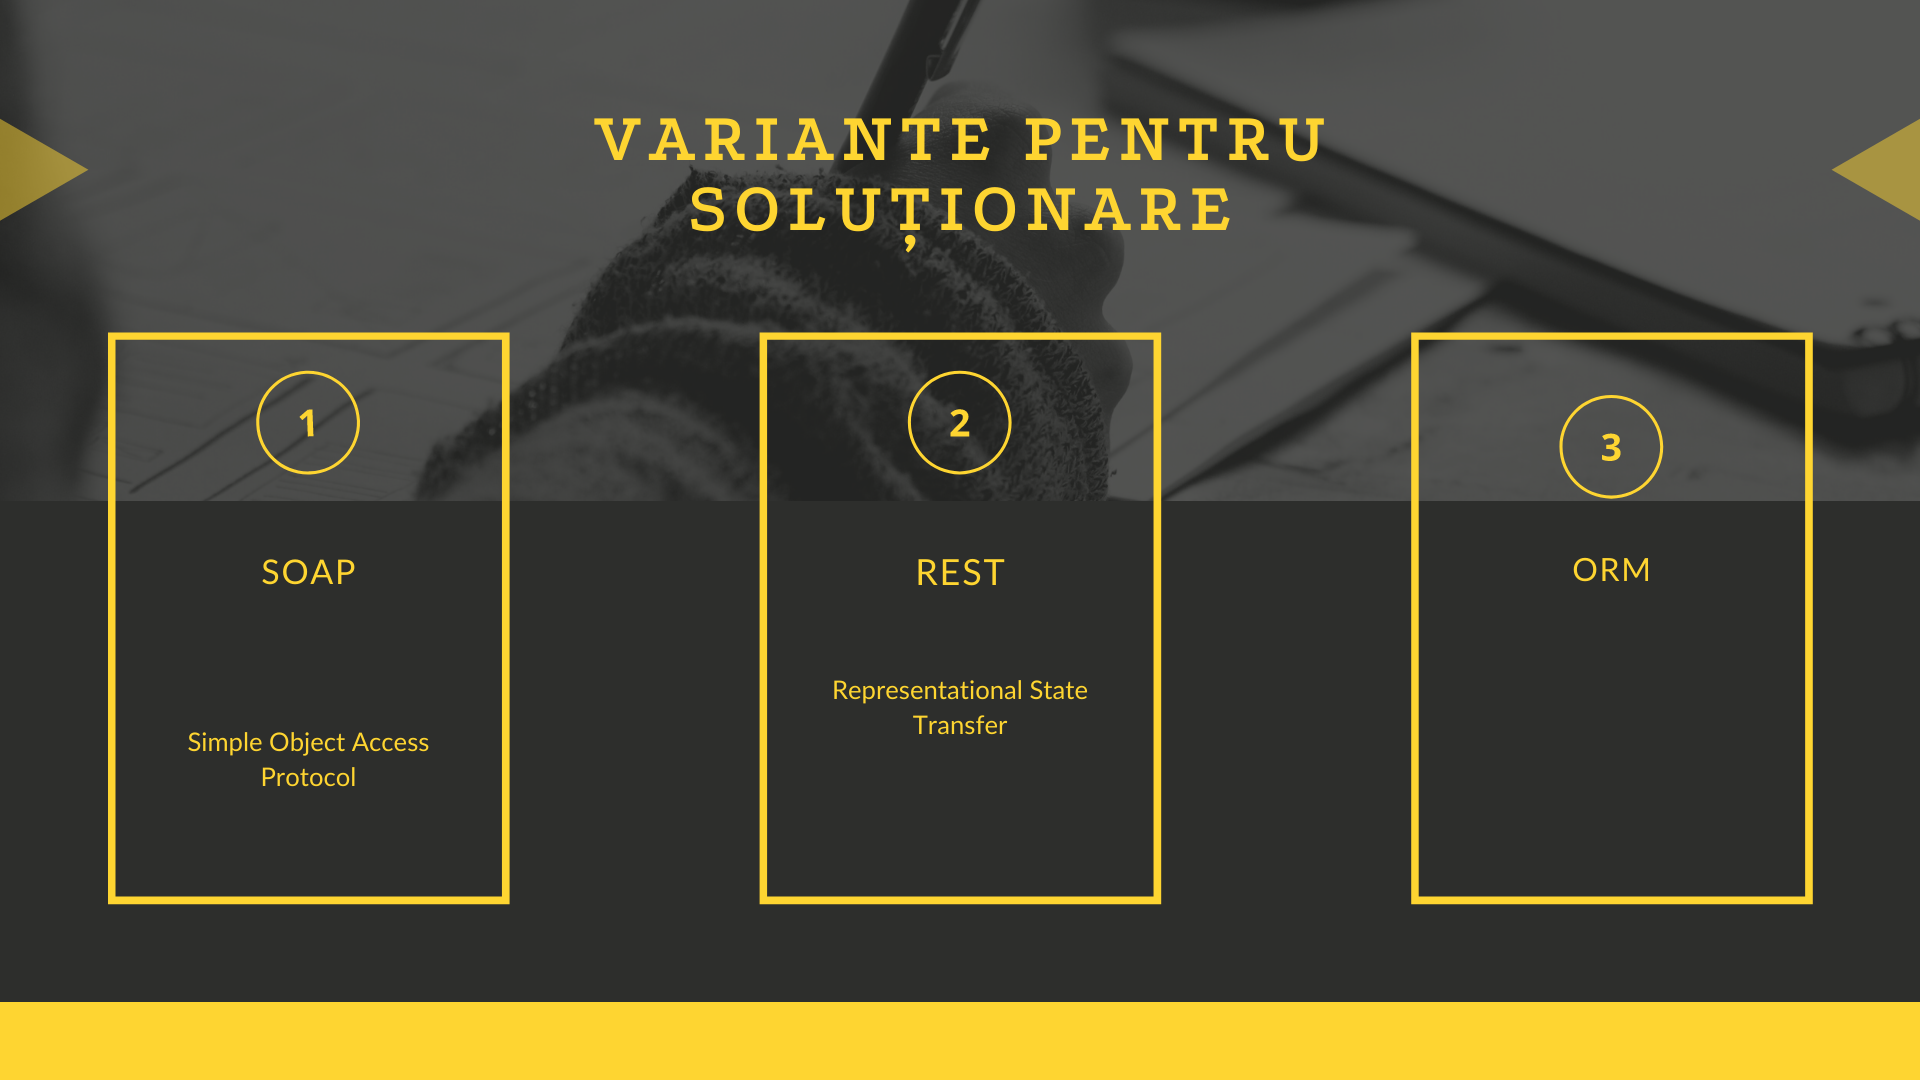 VARIANTE PENTRU
SOLUȚIONARE
1
SOAP
Simple Object Access
Protocol
2
REST
Representational State
Transfer
3
ORM